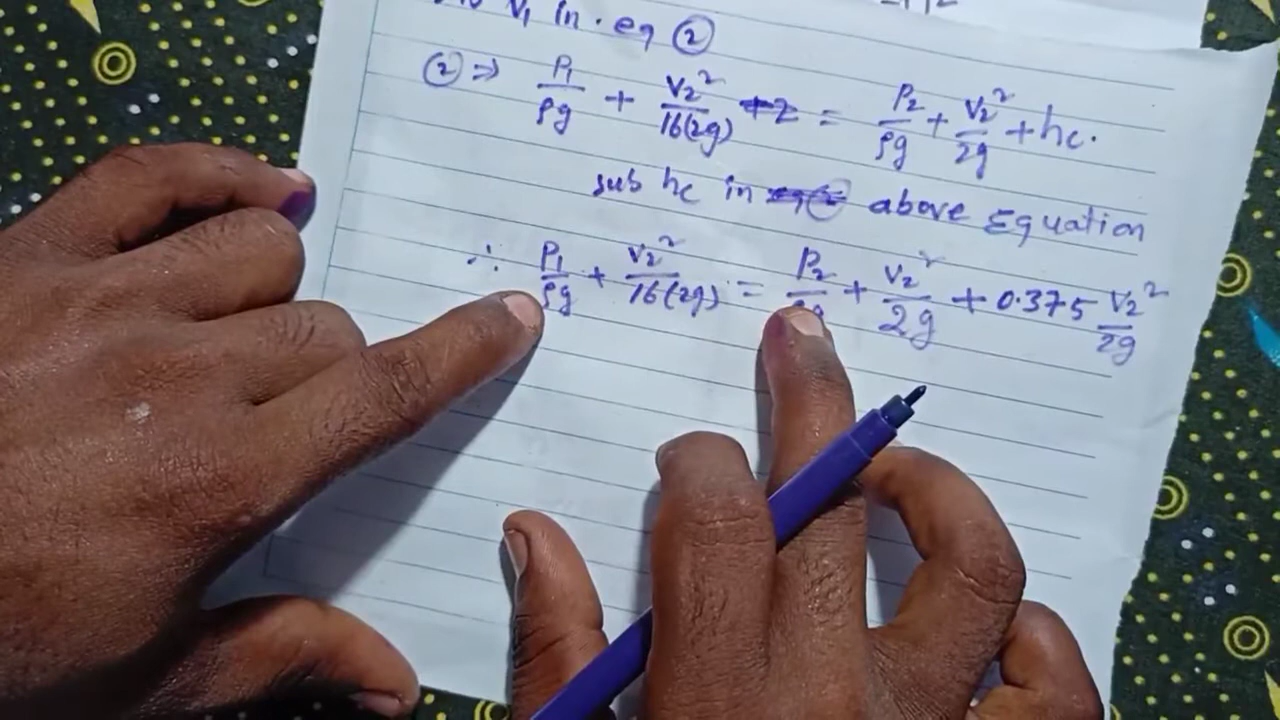 V₁ in. eq ②
② ⇒ P₁/ρg + V₂²/16(2g) = P₂/ρg + V₂²/2g + hc.
sub hc in above Equation
∴ P₁/ρg + V₂²/16(2g) = P₂/ρg + V₂²/2g + 0.375 V₂²/2g